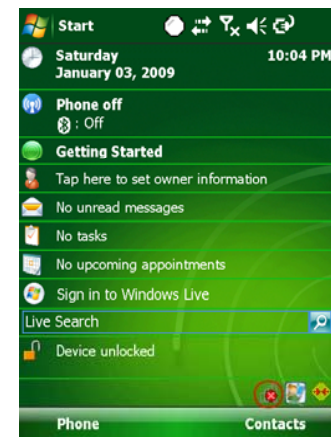 Start
Saturday 10:04 PM
January 03, 2009
Phone off
: Off
Getting Started
Tap here to set owner information
No unread messages
No tasks
No upcoming appointments
Sign in to Windows Live
Live Search
Device unlocked
Phone Contacts